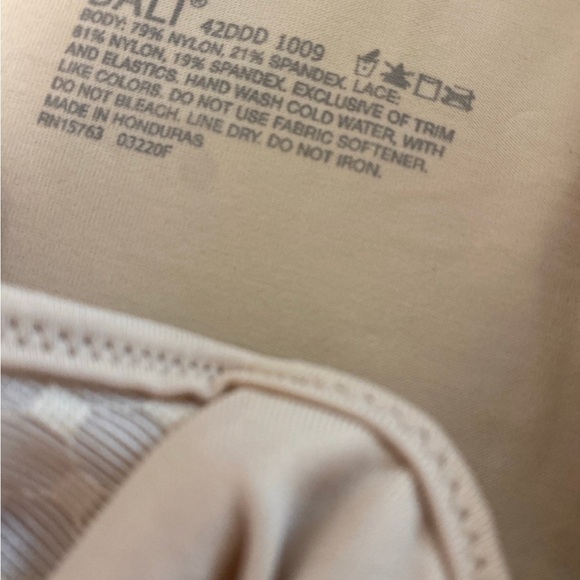 BALI® 42DDD 1009
BODY: 79% NYLON, 21% SPANDEX. LACE:
81% NYLON, 19% SPANDEX. EXCLUSIVE OF TRIM
AND ELASTICS. HAND WASH COLD WATER, WITH
LIKE COLORS. DO NOT USE FABRIC SOFTENER.
DO NOT BLEACH. LINE DRY. DO NOT IRON.
MADE IN HONDURAS
RN15763 03220F